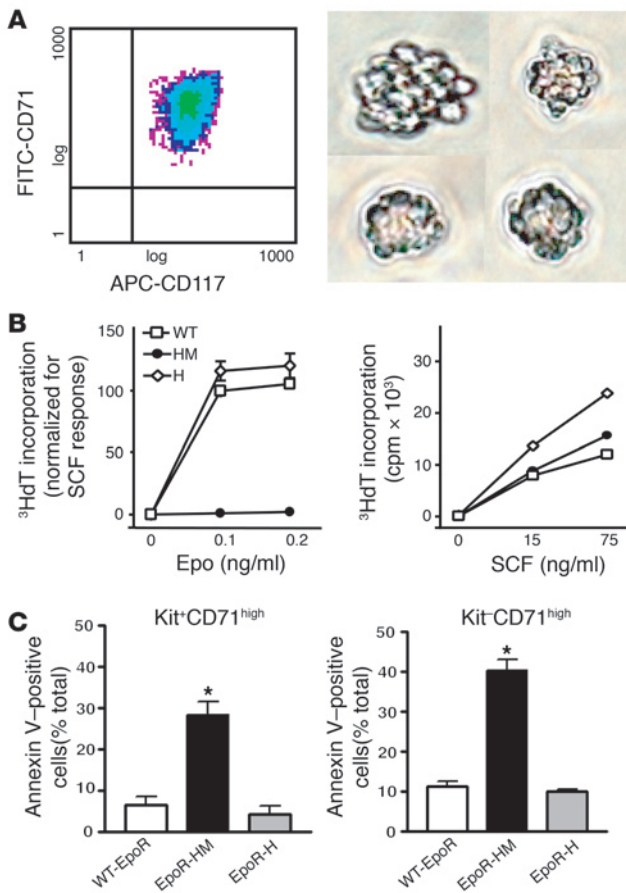 A
1000
log
1
FITC-CD71
1
log
1000
APC-CD117
B
³HdT incorporation
(normalized for
SCF response)
150
100
50
0
WT
HM
H
0
0.1
0.2
Epo (ng/ml)
³HdT incorporation
(cpm × 10³)
30
20
10
0
0
15
75
SCF (ng/ml)
C
Kit⁺CD71ʰⁱᵍʰ
Annexin V–positive
cells(% total)
50
40
30
20
10
0
*
WT-EpoR
EpoR-HM
EpoR-H
Kit⁻CD71ʰⁱᵍʰ
Annexin V–positive
cells(% total)
50
40
30
20
10
0
*
WT-EpoR
EpoR-HM
EpoR-H